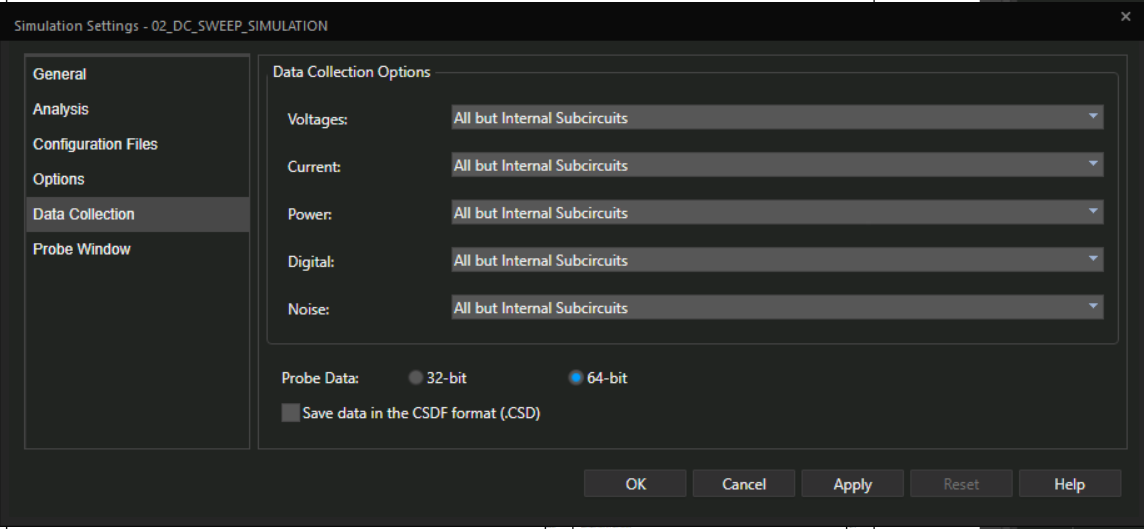 Simulation Settings - 02_DC_SWEEP_SIMULATION
General
Analysis
Configuration Files
Options
Data Collection
Probe Window
Data Collection Options
Voltages: All but Internal Subcircuits
Current: All but Internal Subcircuits
Power: All but Internal Subcircuits
Digital: All but Internal Subcircuits
Noise: All but Internal Subcircuits
Probe Data: 32-bit 64-bit
Save data in the CSDF format (.CSD)
OK Cancel Apply Reset Help